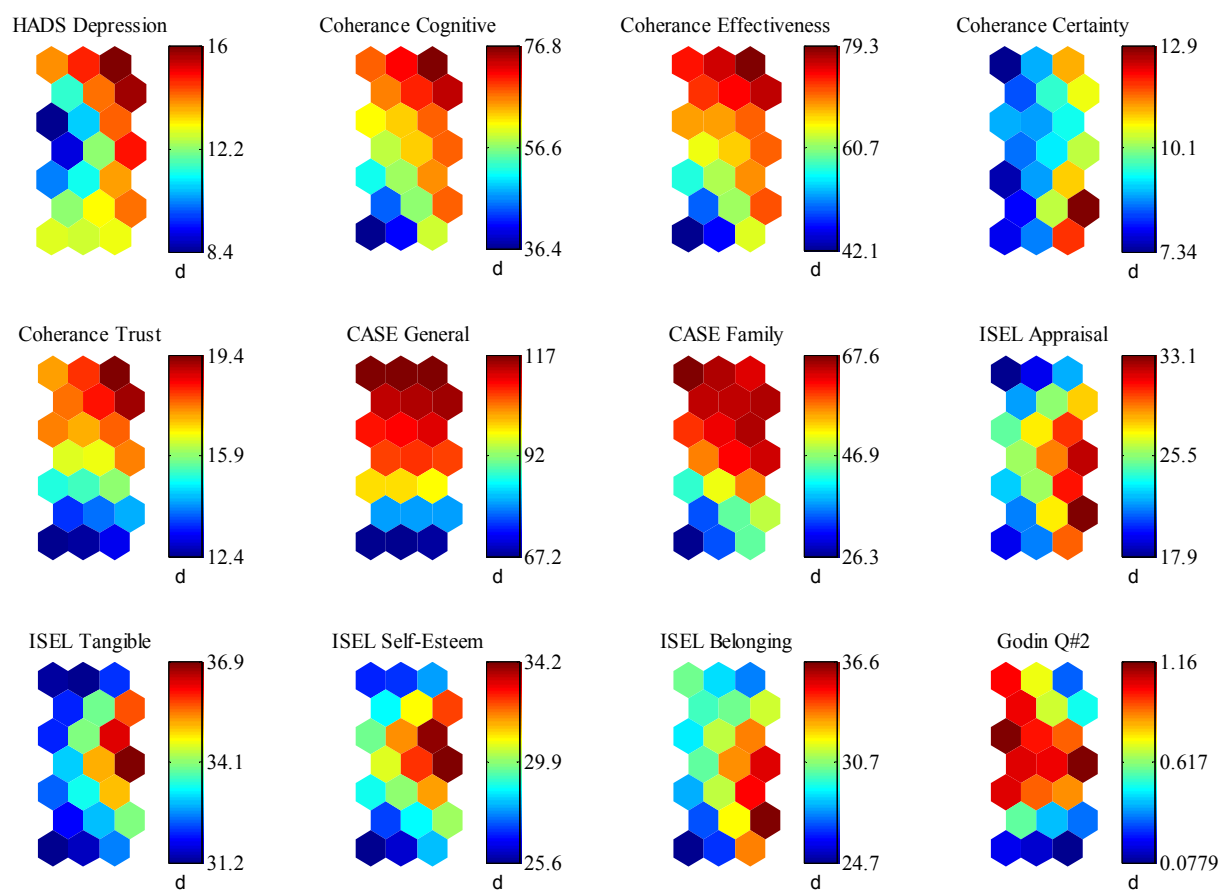 HADS Depression
16
12.2
8.4
d
Coherance Cognitive
76.8
56.6
36.4
d
Coherance Effectiveness
79.3
60.7
42.1
d
Coherance Certainty
12.9
10.1
7.34
d
Coherance Trust
19.4
15.9
12.4
d
CASE General
117
92
67.2
d
CASE Family
67.6
46.9
26.3
d
ISEL Appraisal
33.1
25.5
17.9
d
ISEL Tangible
36.9
34.1
31.2
d
ISEL Self-Esteem
34.2
29.9
25.6
d
ISEL Belonging
36.6
30.7
24.7
d
Godin Q#2
1.16
0.617
0.0779
d